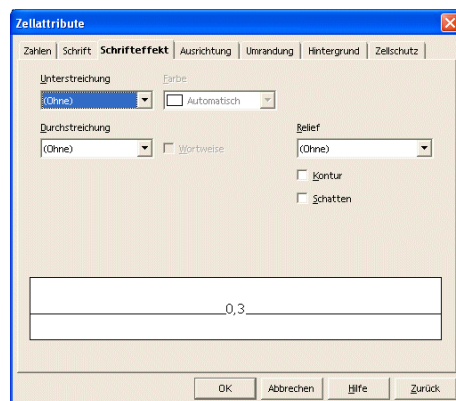 Zellattribute
Zahlen Schrift Schrifteffekt Ausrichtung Umrandung Hintergrund Zellschutz
Unterstreichung Farbe
(Ohne) Automatisch
Durchstreichung Relief
(Ohne) Wortweise (Ohne)
Kontur
Schatten
0,3
OK Abbrechen Hilfe Zurück